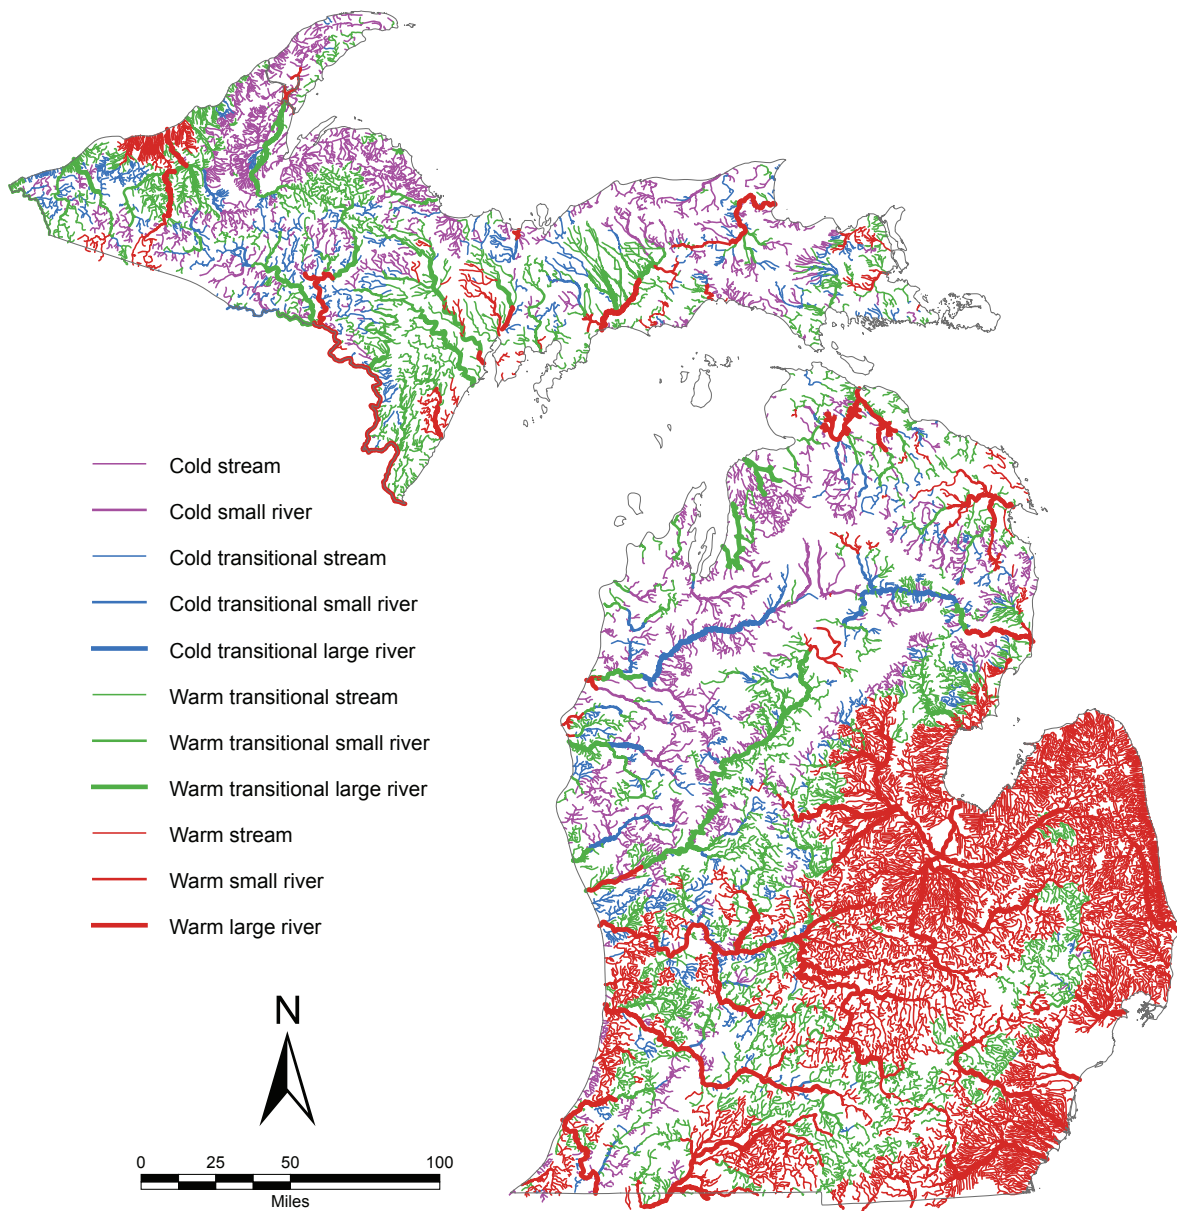 Cold stream
Cold small river
Cold transitional stream
Cold transitional small river
Cold transitional large river
Warm transitional stream
Warm transitional small river
Warm transitional large river
Warm stream
Warm small river
Warm large river
N
0 25 50 100
Miles